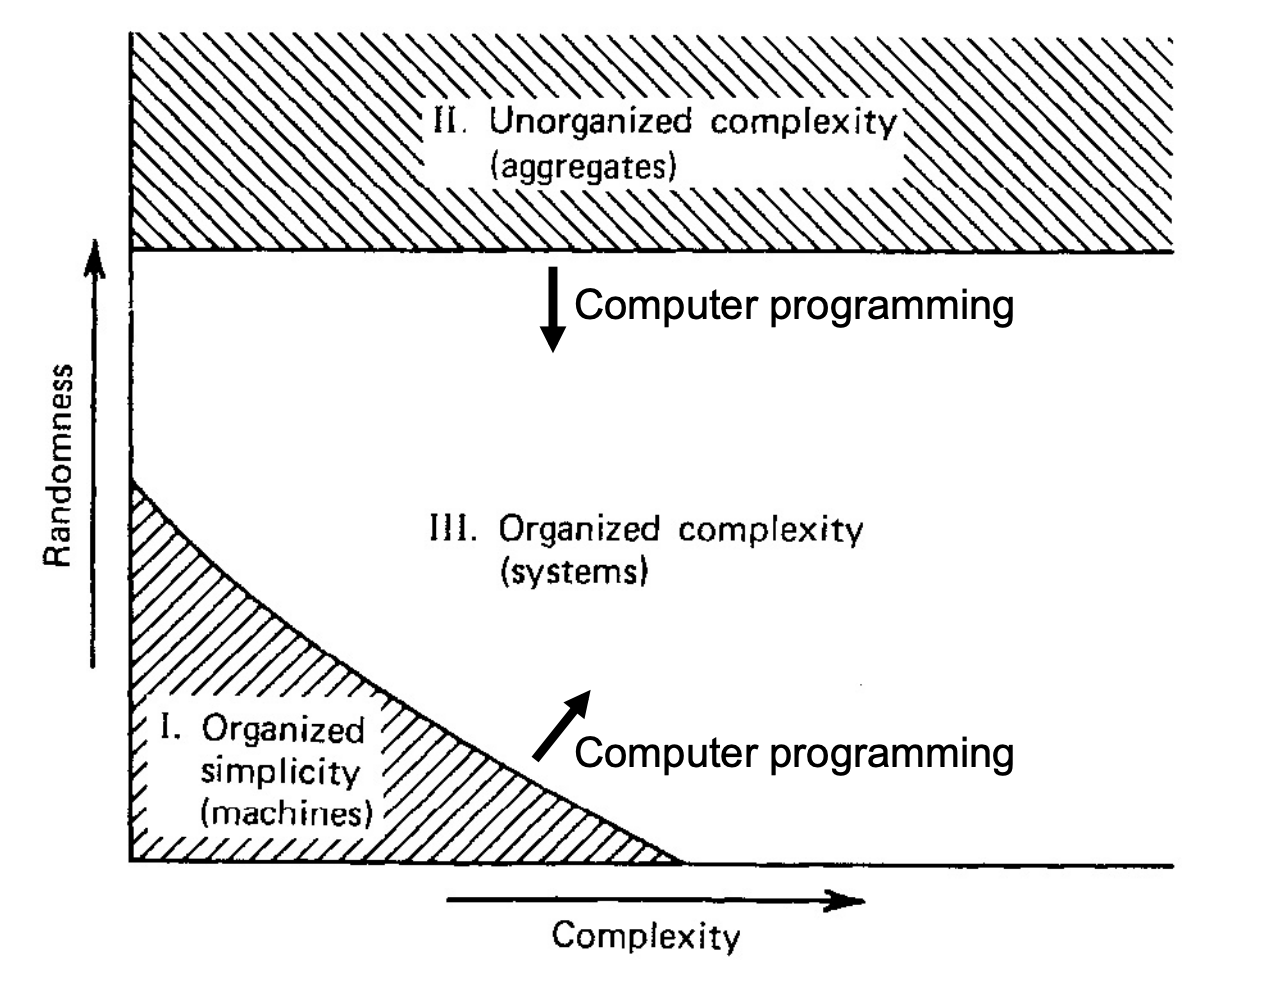 II. Unorganized complexity
(aggregates)
Computer programming
Randomness
III. Organized complexity
(systems)
I. Organized
simplicity
(machines)
Computer programming
Complexity